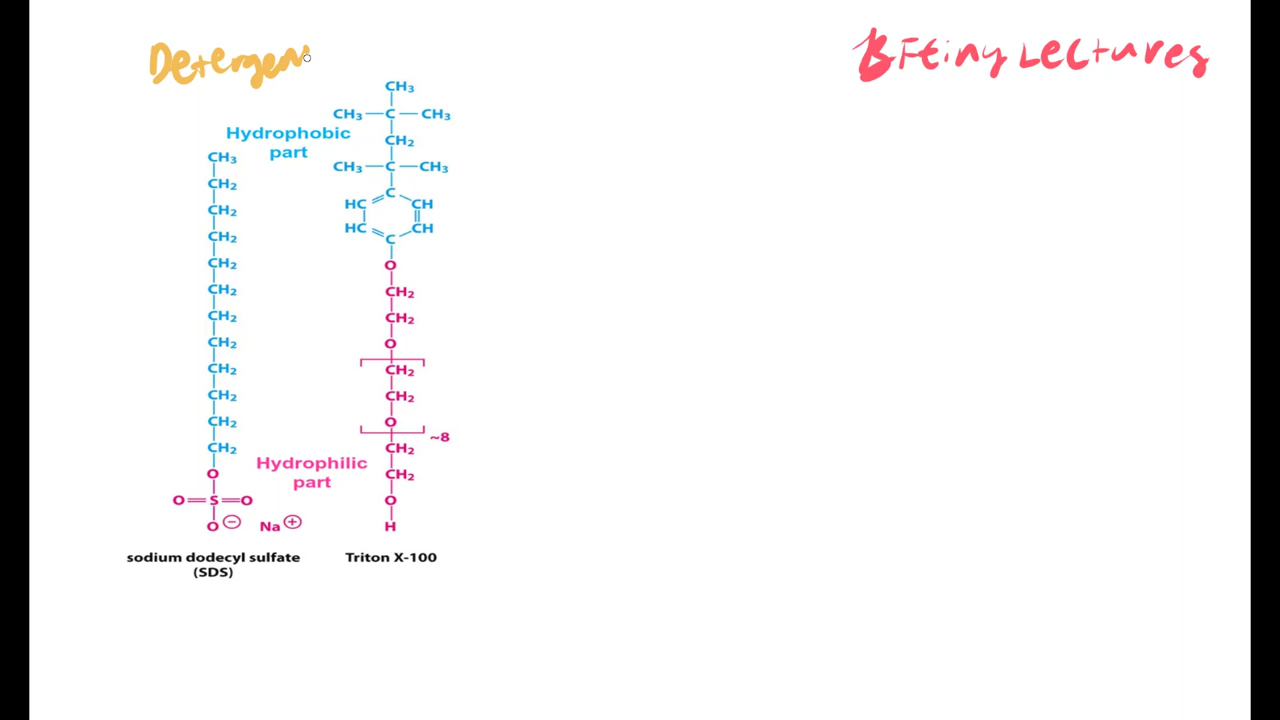 Detergen
BFtiny Lectures
Hydrophobic
part
CH3
CH2
CH2
CH2
CH2
CH2
CH2
CH2
CH2
CH2
CH2
CH2
O
O=S=O
O⊖ Na⊕
sodium dodecyl sulfate
(SDS)
CH3
CH3—C—CH3
CH2
CH3—C—CH3
C
HC CH
HC CH
C
O
CH2
CH2
O
CH2
CH2
O
~8
CH2
CH2
O
H
Hydrophilic
part
Triton X-100